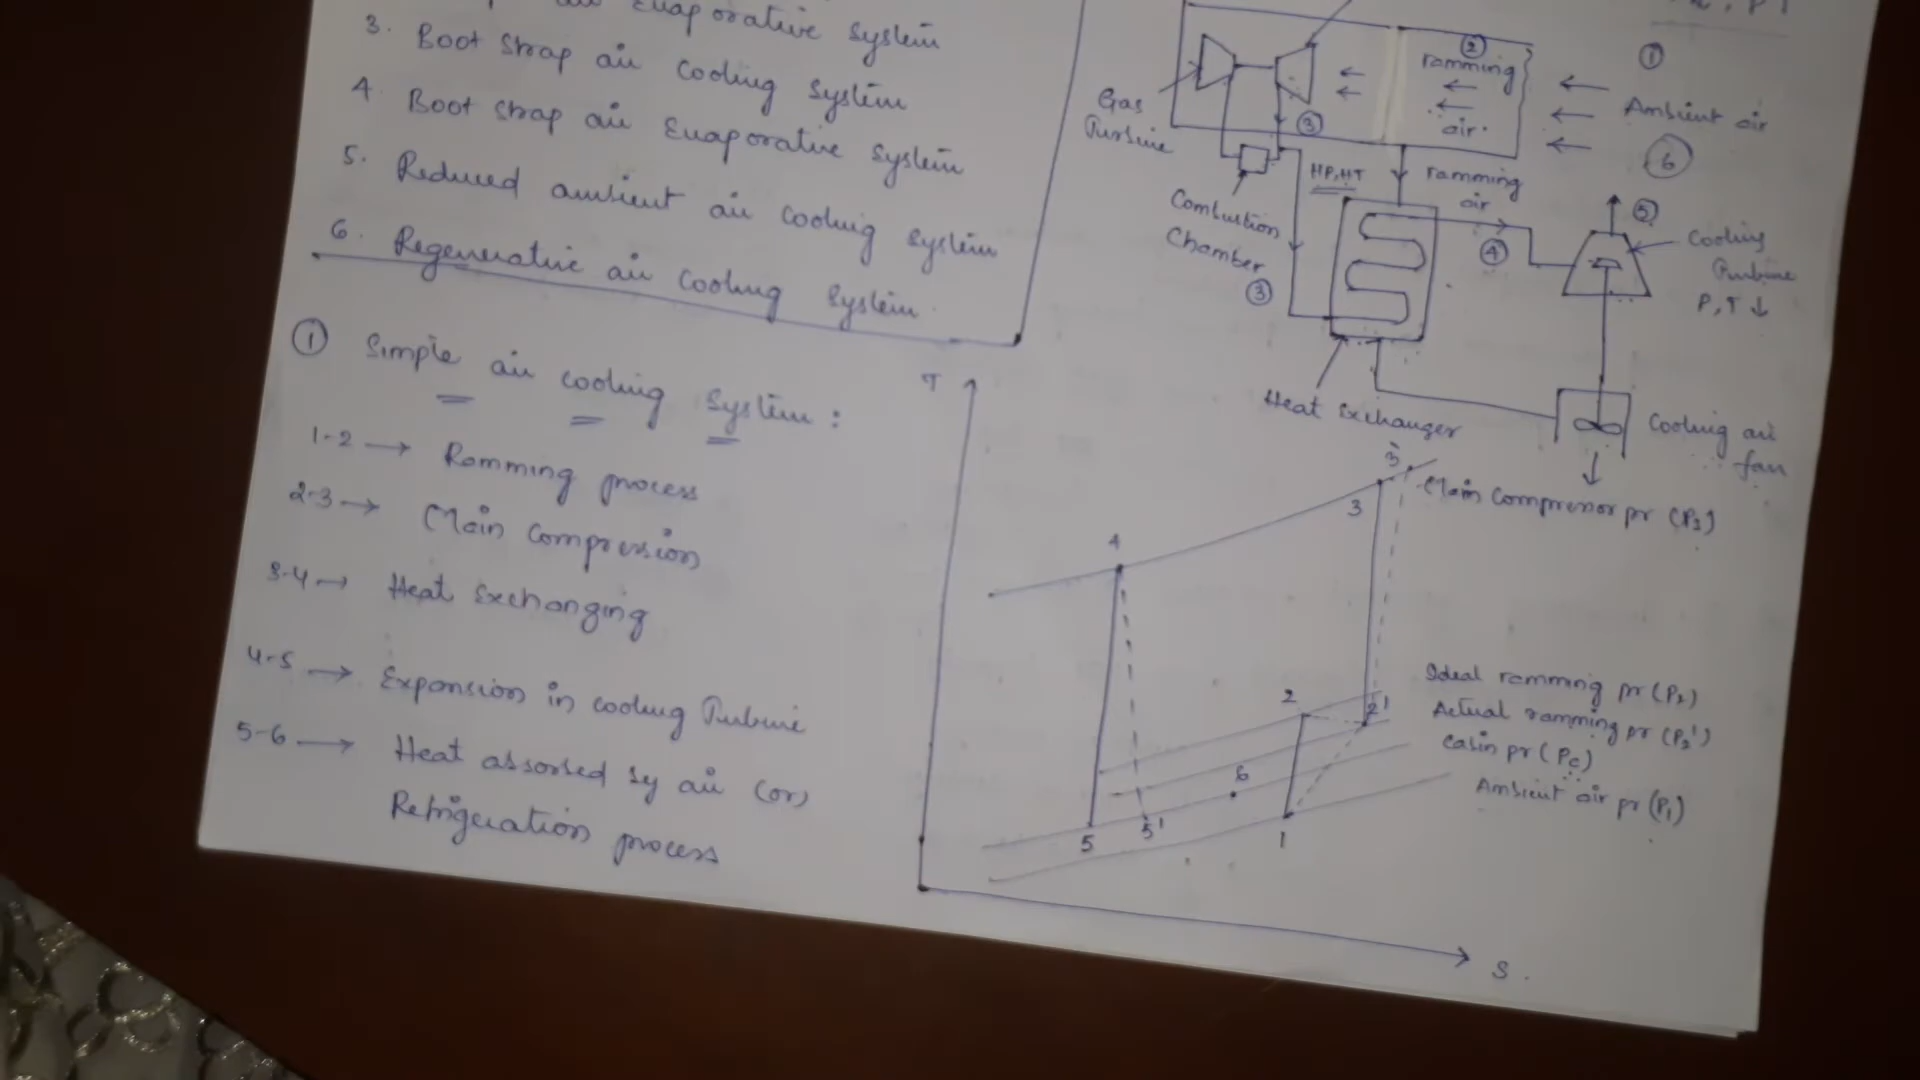 Evaporative System
3. Boot Strap air cooling System
4. Boot Strap air Evaporative System
5. Reduced ambient air cooling System
6. Regenerative air cooling System
① Simple air cooling System :
1-2 → Ramming process
2-3 → Main Compression
3-4 → Heat Exchanging
4-5 → Expansion in cooling Turbine
5-6 → Heat absorbed by air (or)
Refrigeration process
②
ramming
air.
①
Ambient air
⑥
Gas
Turbine
③
HP, HT
ramming
air
Combustion
Chamber
③
④
⑤
Cooling
Turbine
P, T ↓
Heat Exchanger
Cooling air
fan
T
3'
3
Main Compressor pr (P3)
4
2
2'
Ideal ramming pr (P2)
Actual ramming pr (P2')
Cabin pr (Pc)
Ambient air pr (P1)
6
5
5'
1
S.